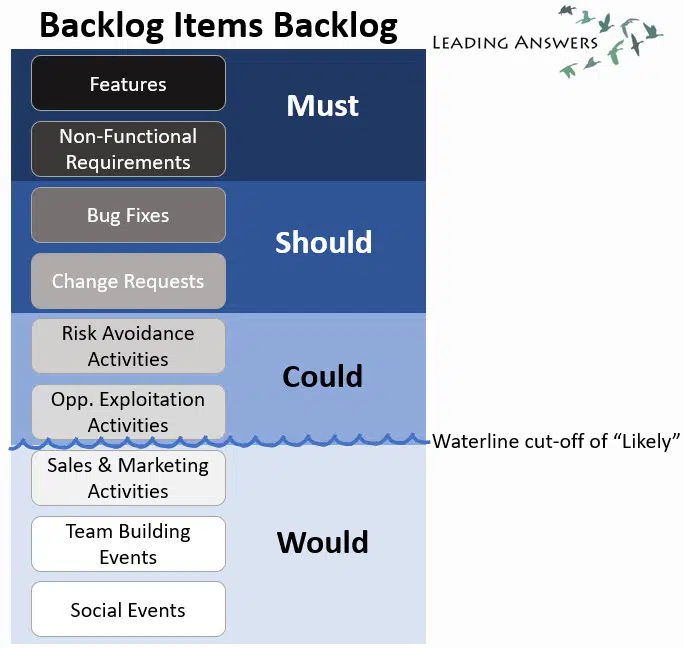 Backlog Items Backlog
LEADING ANSWERS
Features
Must
Non-Functional
Requirements
Bug Fixes
Should
Change Requests
Risk Avoidance
Activities
Could
Opp. Exploitation
Activities
Waterline cut-off of “Likely”
Sales & Marketing
Activities
Team Building
Events
Would
Social Events